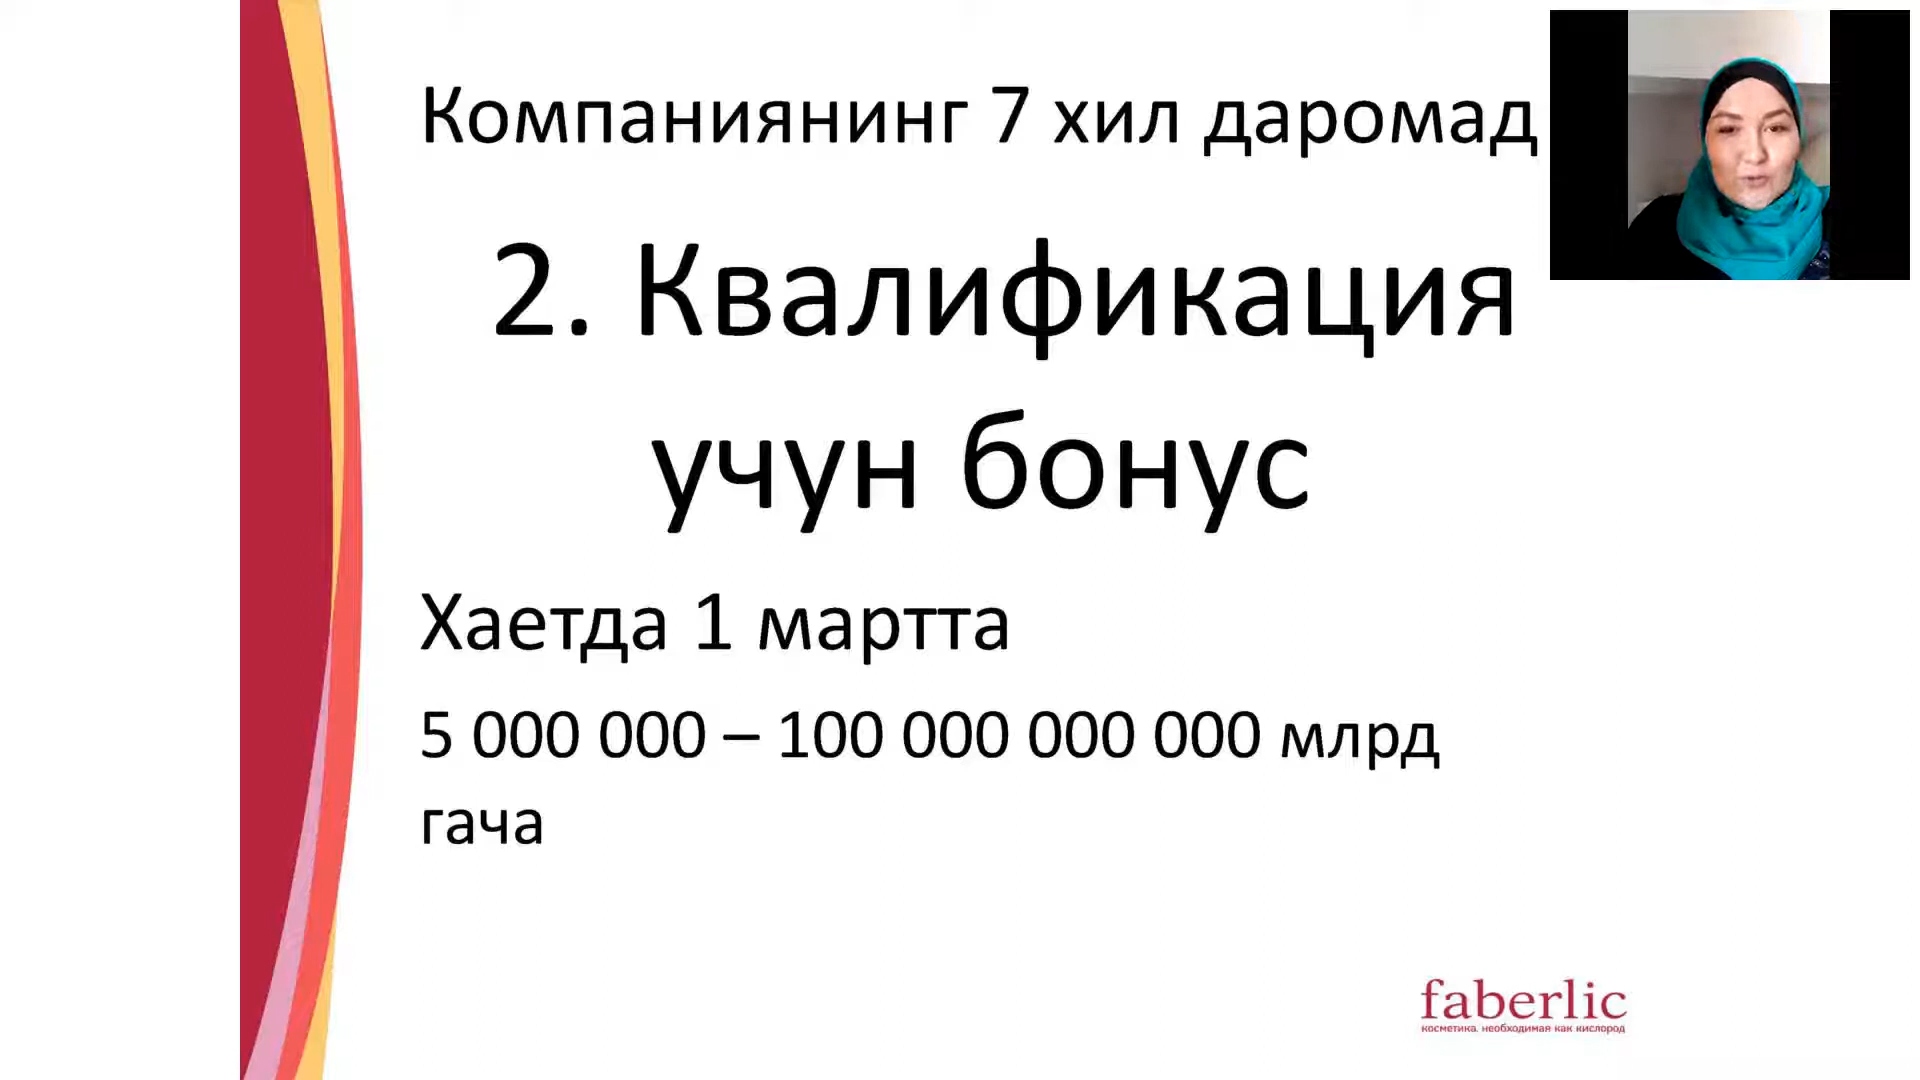 Компаниянинг 7 хил даромад
2. Квалификация
учун бонус
Хаетда 1 мартта
5 000 000 – 100 000 000 000 млрд
гача
faberlic
косметика, необходимая как кислород